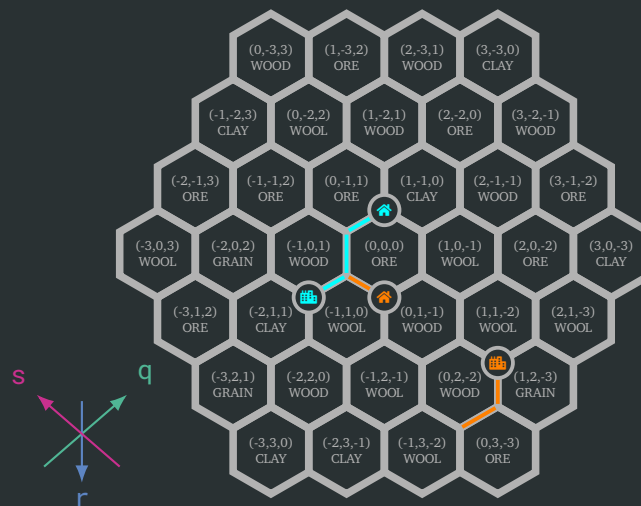 (0,-3,3) (1,-3,2) (2,-3,1) (3,-3,0)
WOOD ORE WOOD CLAY
(-1,-2,3) (0,-2,2) (1,-2,1) (2,-2,0) (3,-2,-1)
CLAY WOOL WOOD ORE WOOD
(-2,-1,3) (-1,-1,2) (0,-1,1) (1,-1,0) (2,-1,-1) (3,-1,-2)
ORE ORE ORE CLAY WOOD ORE
(-3,0,3) (-2,0,2) (-1,0,1) (0,0,0) (1,0,-1) (2,0,-2) (3,0,-3)
WOOL GRAIN WOOD ORE WOOL ORE CLAY
(-3,1,2) (-2,1,1) (-1,1,0) (0,1,-1) (1,1,-2) (2,1,-3)
ORE CLAY WOOL WOOD WOOL WOOL
(-3,2,1) (-2,2,0) (-1,2,-1) (0,2,-2) (1,2,-3)
GRAIN WOOD WOOL WOOD GRAIN
(-3,3,0) (-2,3,-1) (-1,3,-2) (0,3,-3)
CLAY CLAY WOOL ORE
s q
r